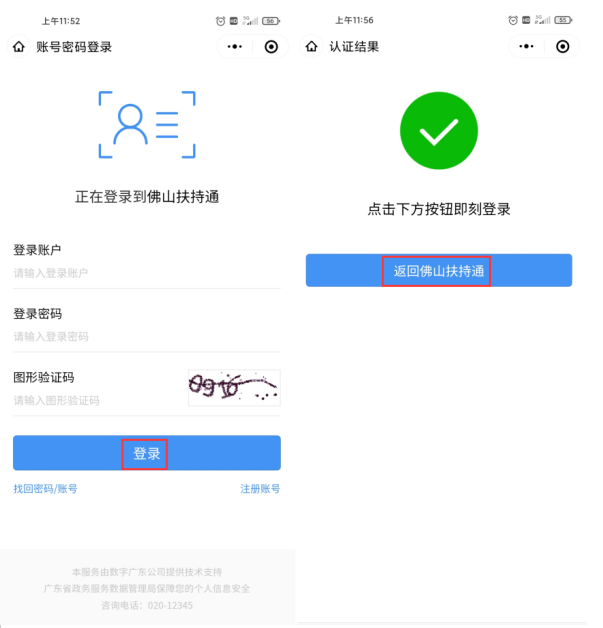 上午11:52
5G
56
账号密码登录
正在登录到佛山扶持通
登录账户
请输入登录账户
登录密码
请输入登录密码
图形验证码
请输入图形验证码
登录
找回密码/账号
注册账号
本服务由数字广东公司提供技术支持
广东省政务服务数据管理局保障您的个人信息安全
咨询电话：020-12345
上午11:56
5G
55
认证结果
点击下方按钮即刻登录
返回佛山扶持通